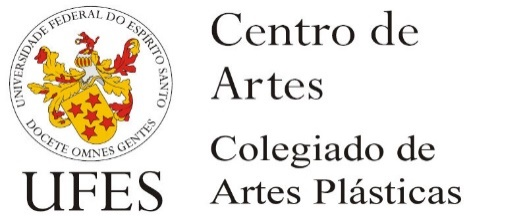 UNIVERSIDADE FEDERAL DO ESPÍRITO SANTO
DOCETE OMNES GENTES
UFES
Centro de
Artes
Colegiado de
Artes Plásticas